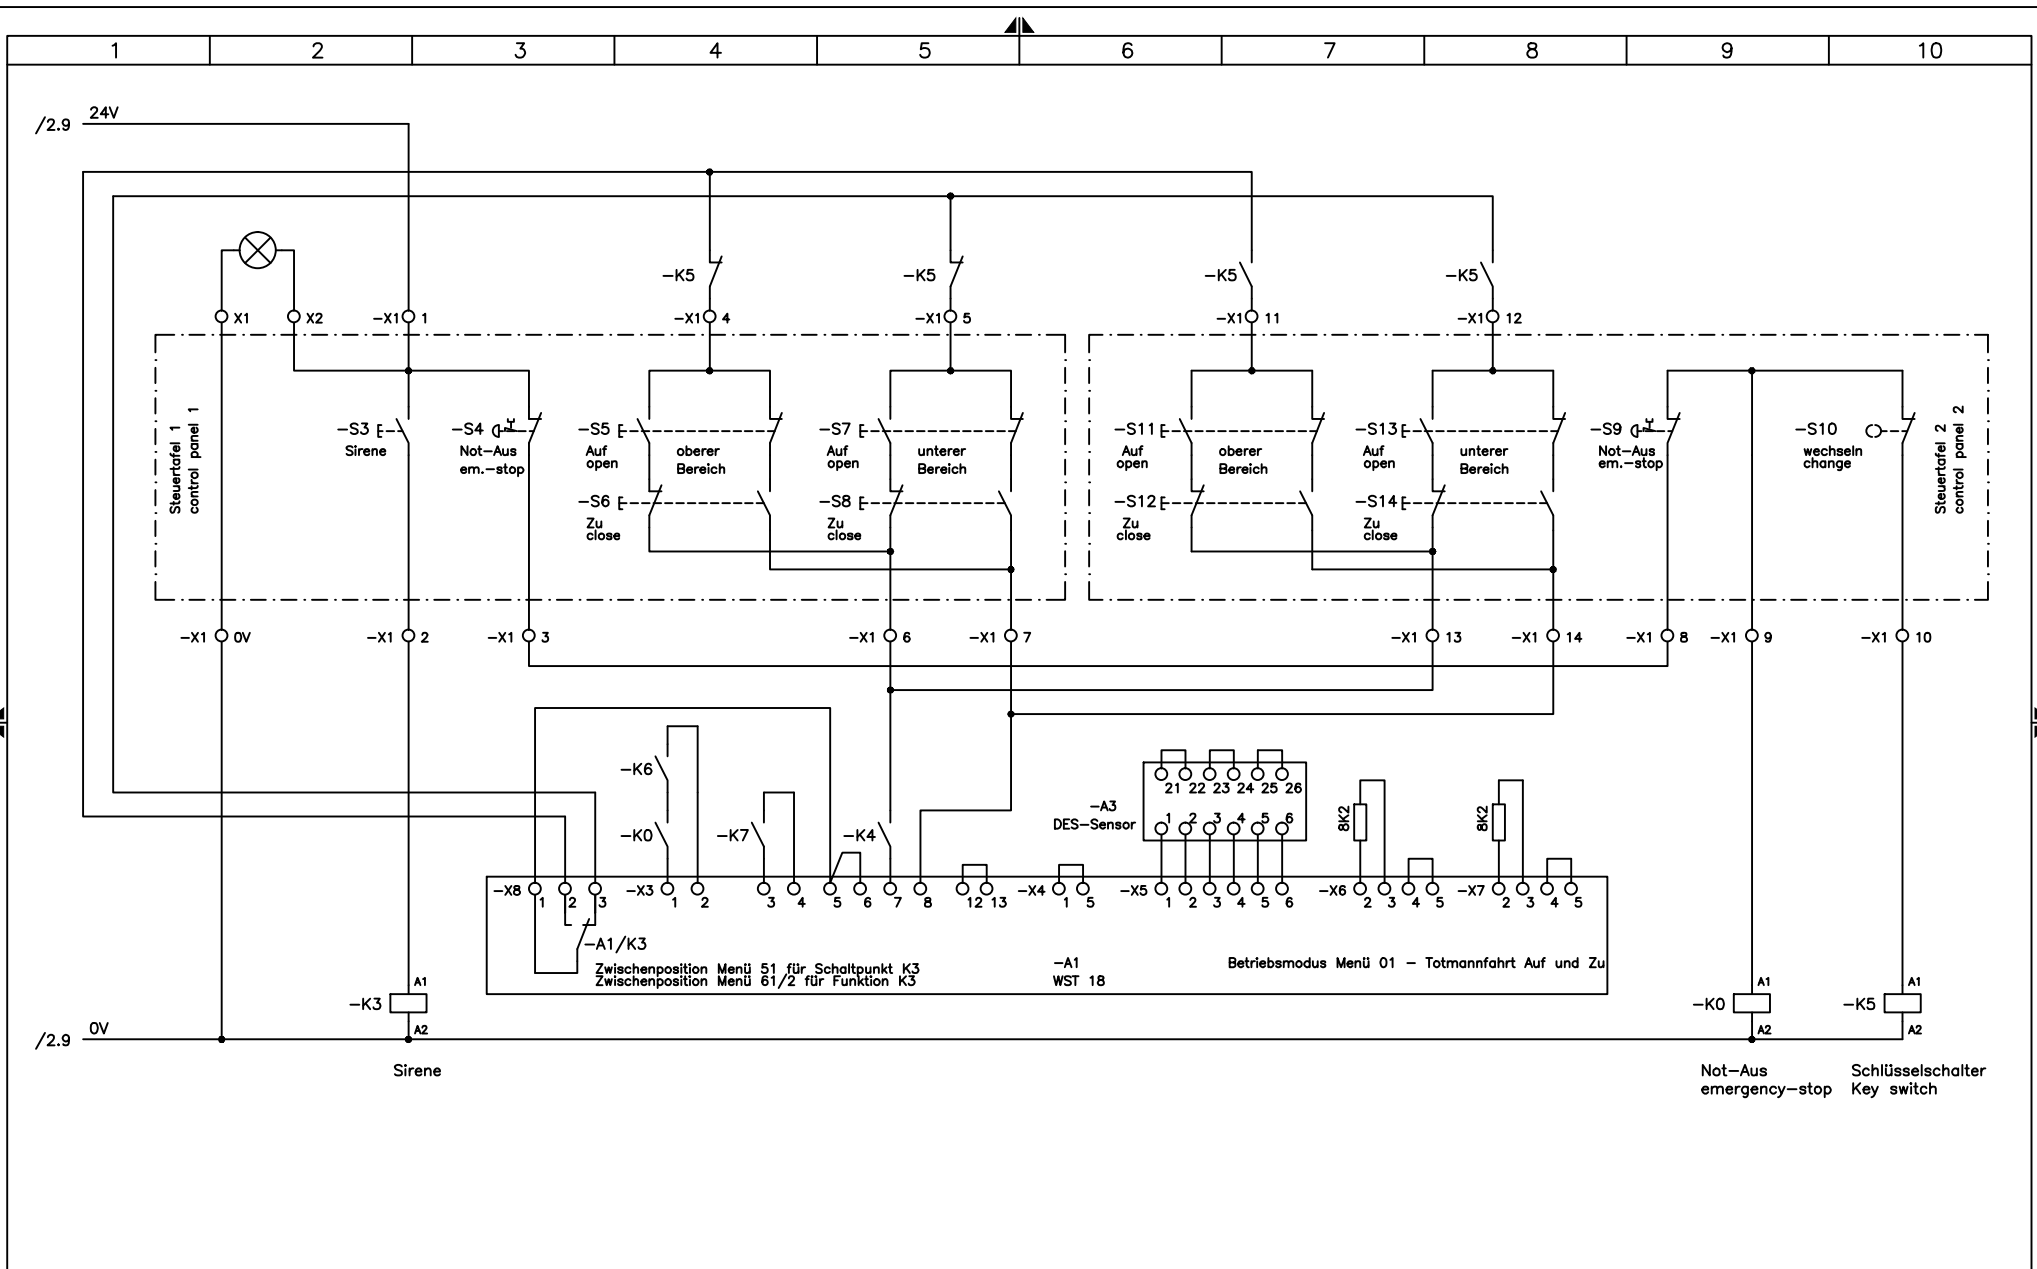 1 2 3 4 5 6 7 8 9 10
24V
/2.9
-K5 -K5 -K5 -K5
X1 X2 -X1 1 -X1 4 -X1 5 -X1 11 -X1 12
Steuertafel 1
control panel 1
-S3
Sirene
-S4
Not-Aus
em.-stop
-S5
Auf
open
oberer
Bereich
-S6
Zu
close
-S7
Auf
open
unterer
Bereich
-S8
Zu
close
-S11
Auf
open
oberer
Bereich
-S12
Zu
close
-S13
Auf
open
unterer
Bereich
-S14
Zu
close
-S9
Not-Aus
em.-stop
-S10
wechseln
change
Steuertafel 2
control panel 2
-X1 0V -X1 2 -X1 3 -X1 6 -X1 7 -X1 13 -X1 14 -X1 8 -X1 9 -X1 10
-K6
-K0 -K7 -K4
-A3
DES-Sensor
21 22 23 24 25 26
1 2 3 4 5 6
8K2 8K2
-X8 1 2 3 -X3 1 2 3 4 5 6 7 8 12 13 -X4 1 5 -X5 1 2 3 4 5 6 -X6 2 3 4 5 -X7 2 3 4 5
-A1/K3
Zwischenposition Menü 51 für Schaltpunkt K3
Zwischenposition Menü 61/2 für Funktion K3
-A1
WST 18
Betriebsmodus Menü 01 - Totmannfahrt Auf und Zu
A1 A1 A1
-K3 -K0 -K5
A2 A2 A2
0V
/2.9
Sirene
Not-Aus
emergency-stop
Schlüsselschalter
Key switch